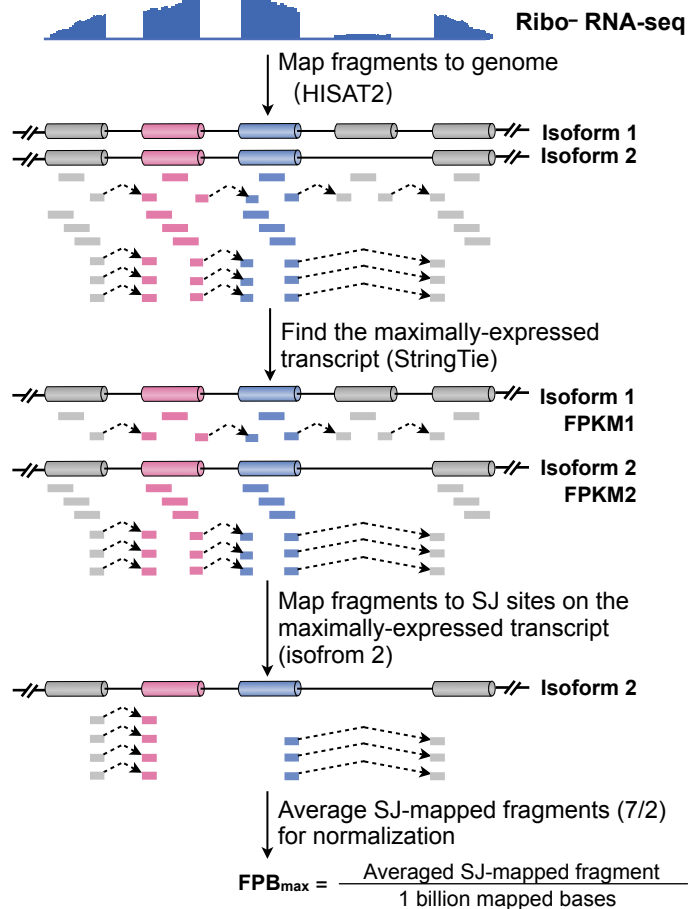 Ribo⁻ RNA-seq
Map fragments to genome
(HISAT2)
Isoform 1
Isoform 2
Find the maximally-expressed
transcript (StringTie)
Isoform 1
FPKM1
Isoform 2
FPKM2
Map fragments to SJ sites on the
maximally-expressed transcript
(isofrom 2)
Isoform 2
Average SJ-mapped fragments (7/2)
for normalization
FPBmax = Averaged SJ-mapped fragment
1 billion mapped bases